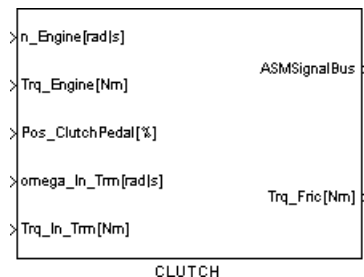 n_Engine[rad|s]
Trq_Engine[Nm]
Pos_ClutchPedal[%]
omega_In_Trm[rad|s]
Trq_In_Trm[Nm]
ASMSignalBus
Trq_Fric[Nm]
CLUTCH